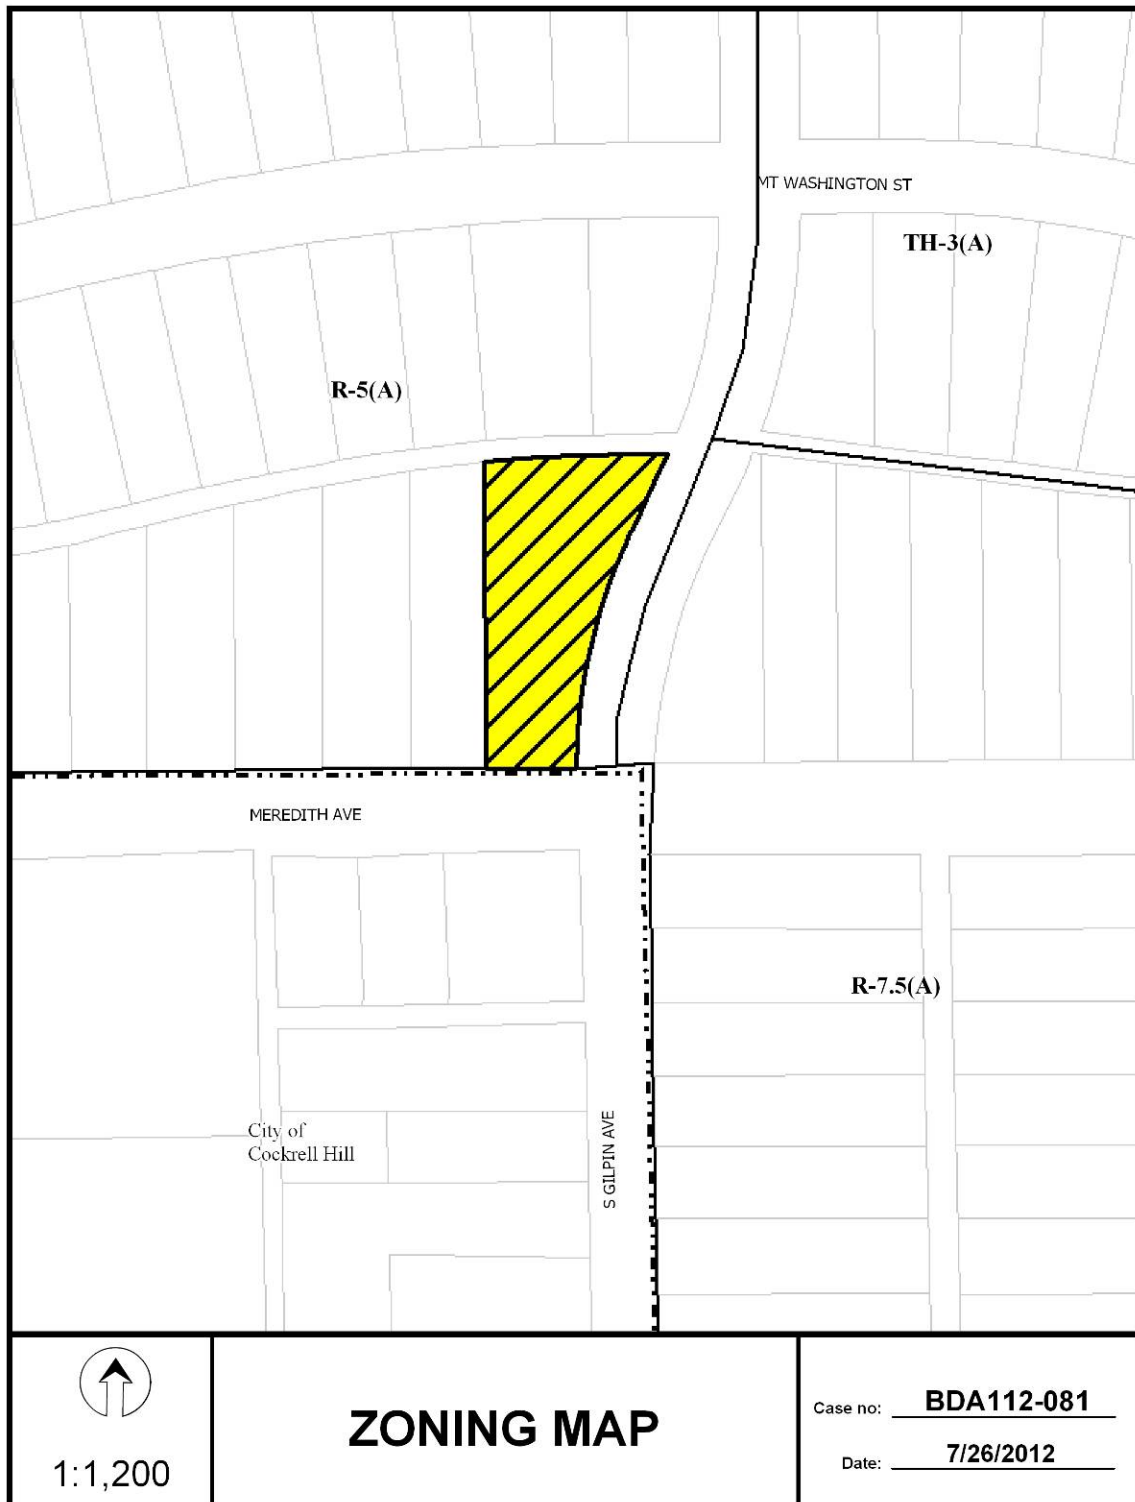 MT WASHINGTON ST
TH-3(A)
R-5(A)
MEREDITH AVE
R-7.5(A)
City of
Cockrell Hill
S GILPIN AVE
1:1,200
ZONING MAP
Case no: BDA112-081
Date: 7/26/2012